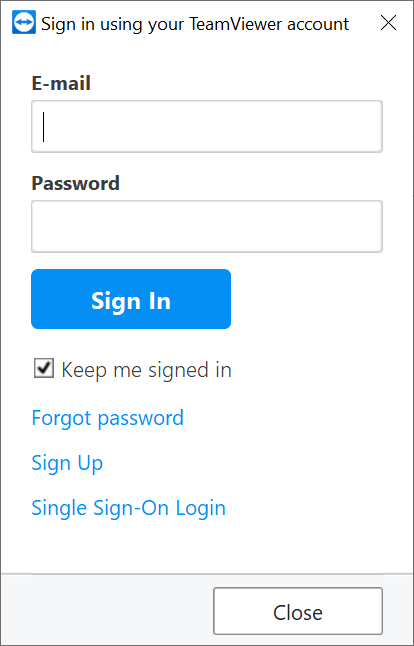 Sign in using your TeamViewer account
E-mail
Password
Sign In
Keep me signed in
Forgot password
Sign Up
Single Sign-On Login
Close